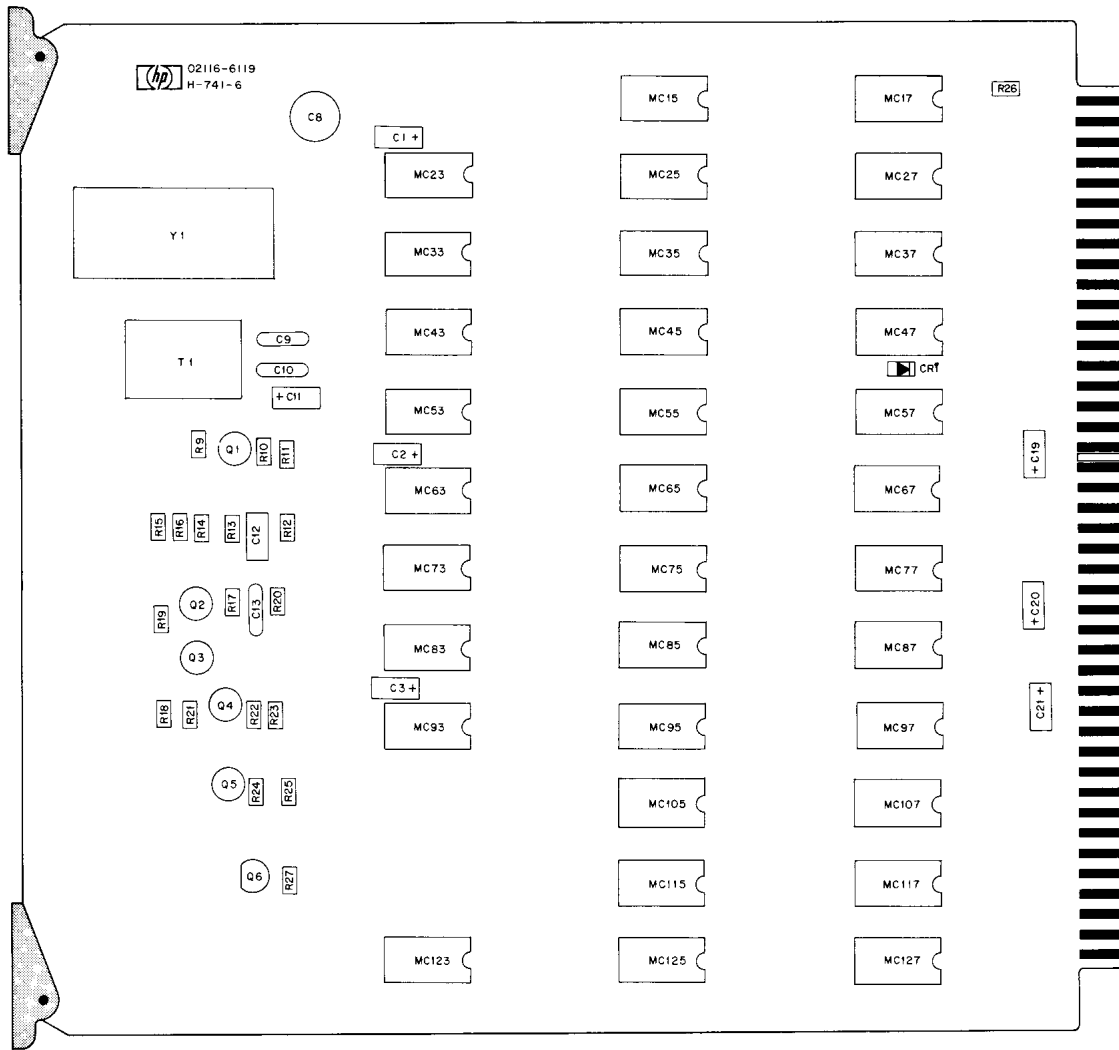 hp 02116-6119
H-741-6
MC15
MC17
R26
C8
C1 +
MC23
MC25
MC27
Y1
MC33
MC35
MC37
T1
C9
MC43
MC45
MC47
C10
CR1
+ C11
MC53
MC55
MC57
R9
Q1
R10
R11
C2 +
+ C19
MC63
MC65
MC67
R15
R16
R14
R13
C12
R12
MC73
MC75
MC77
R19
Q2
R17
C13
R20
+ C20
Q3
MC83
MC85
MC87
C3 +
R18
R21
Q4
R22
R23
C21 +
MC93
MC95
MC97
Q5
R24
R25
MC105
MC107
Q6
R27
MC115
MC117
MC123
MC125
MC127